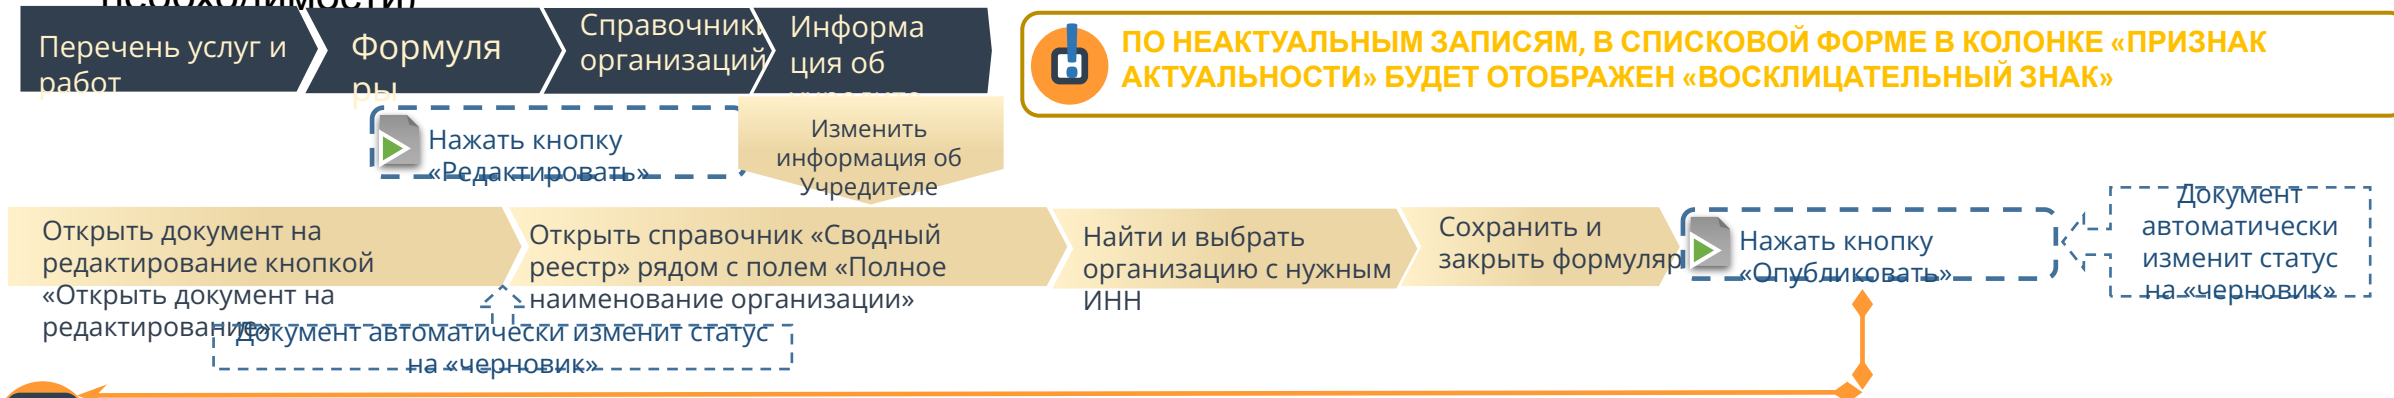 необходимости)
Перечень услуг и
работ
Формуля
ры
Справочники
организаций
Информа
ция об
учредите
ПО НЕАКТУАЛЬНЫМ ЗАПИСЯМ, В СПИСКОВОЙ ФОРМЕ В КОЛОНКЕ «ПРИЗНАК
АКТУАЛЬНОСТИ» БУДЕТ ОТОБРАЖЕН «ВОСКЛИЦАТЕЛЬНЫЙ ЗНАК»
Нажать кнопку
«Редактировать»
Изменить
информация об
Учредителе
Открыть документ на
редактирование кнопкой
«Открыть документ на
редактирование»
Открыть справочник «Сводный
реестр» рядом с полем «Полное
наименование организации»
Найти и выбрать
организацию с нужным
ИНН
Сохранить и
закрыть формуляр
Нажать кнопку
«Опубликовать»
Документ
автоматически
изменит статус
на «черновик»
Документ автоматически изменит статус
на «черновик»